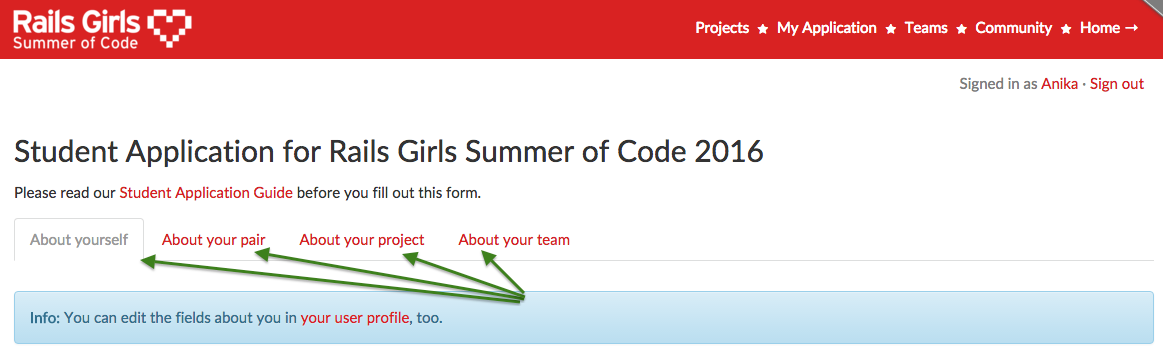 Rails Girls
Summer of Code
Projects ★ My Application ★ Teams ★ Community ★ Home →
Signed in as Anika · Sign out
Student Application for Rails Girls Summer of Code 2016
Please read our Student Application Guide before you fill out this form.
About yourself About your pair About your project About your team
Info: You can edit the fields about you in your user profile, too.